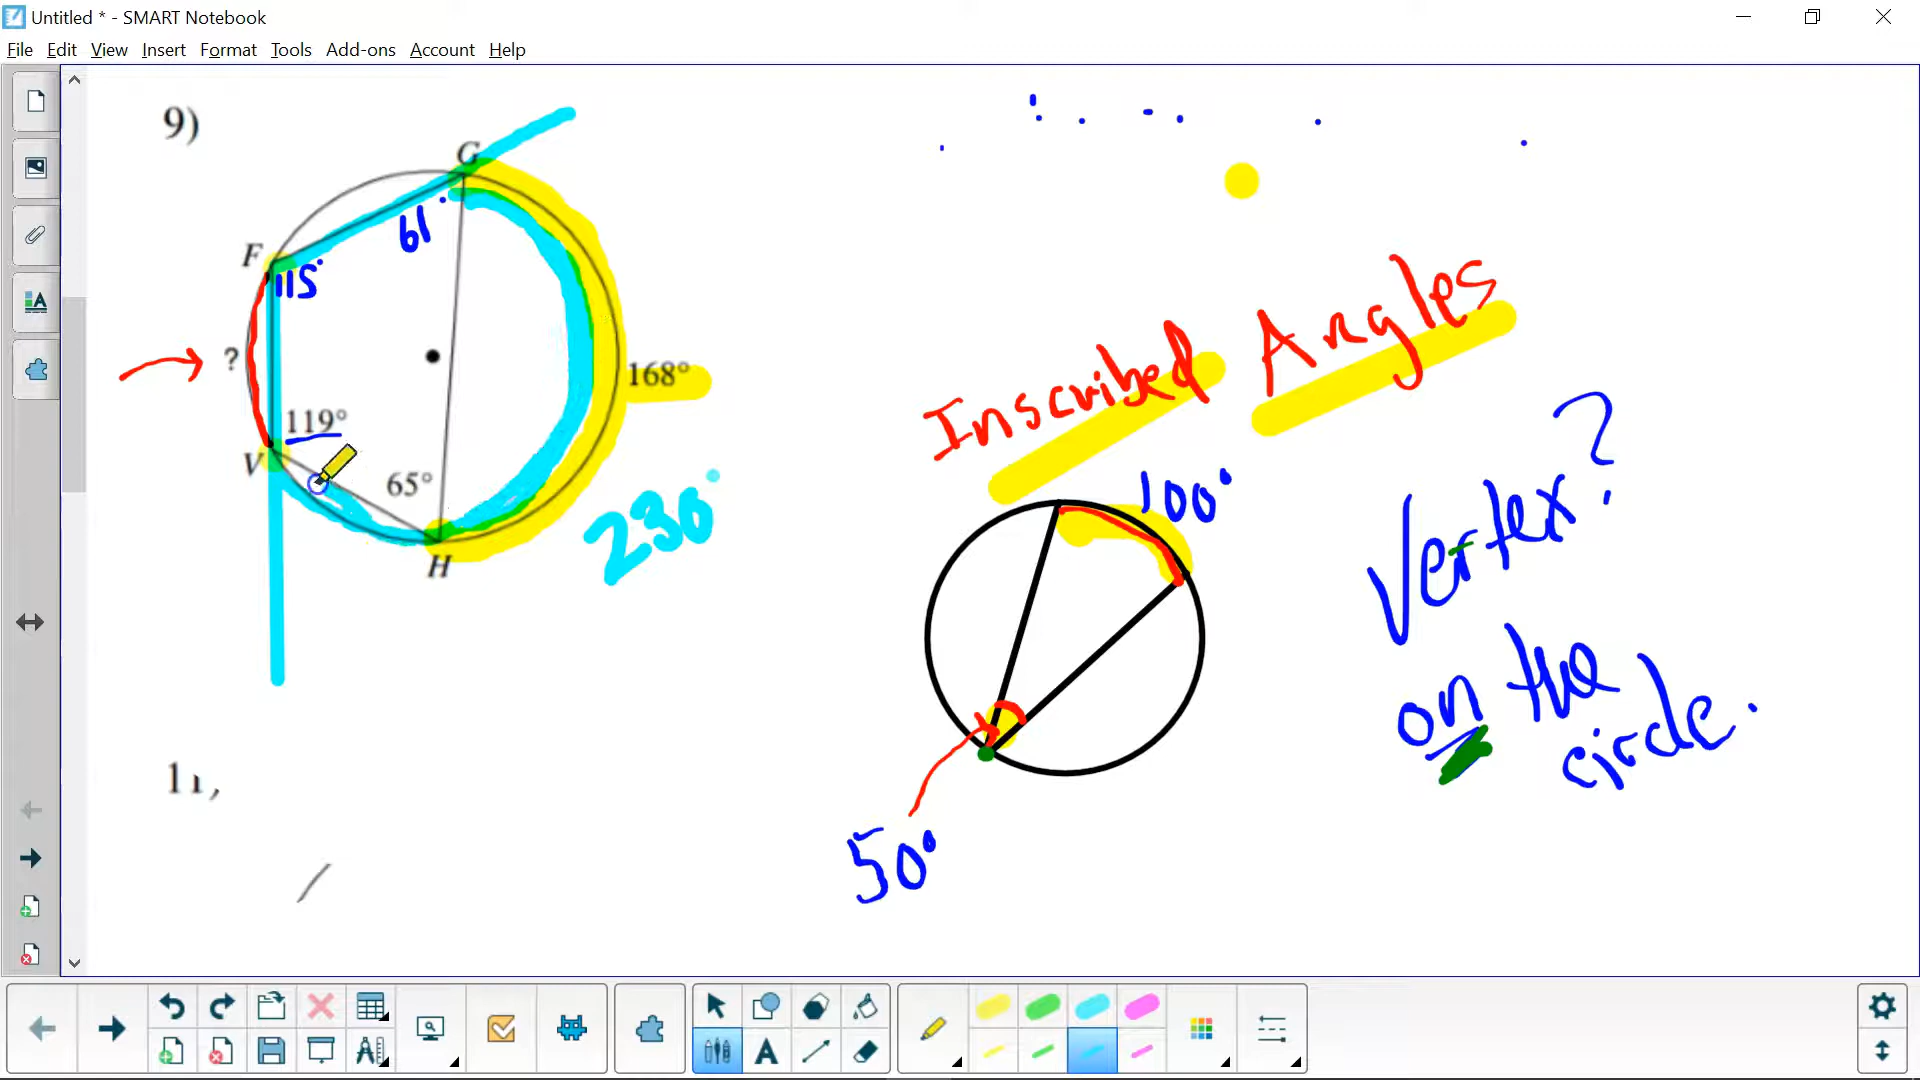 Untitled * - SMART Notebook
File Edit View Insert Format Tools Add-ons Account Help
9)
G
61°
F
115°
?
168°
119°
V
65°
230°
H
Inscribed Angles
100°
Vertex?
on the
circle.
50°
11,
A